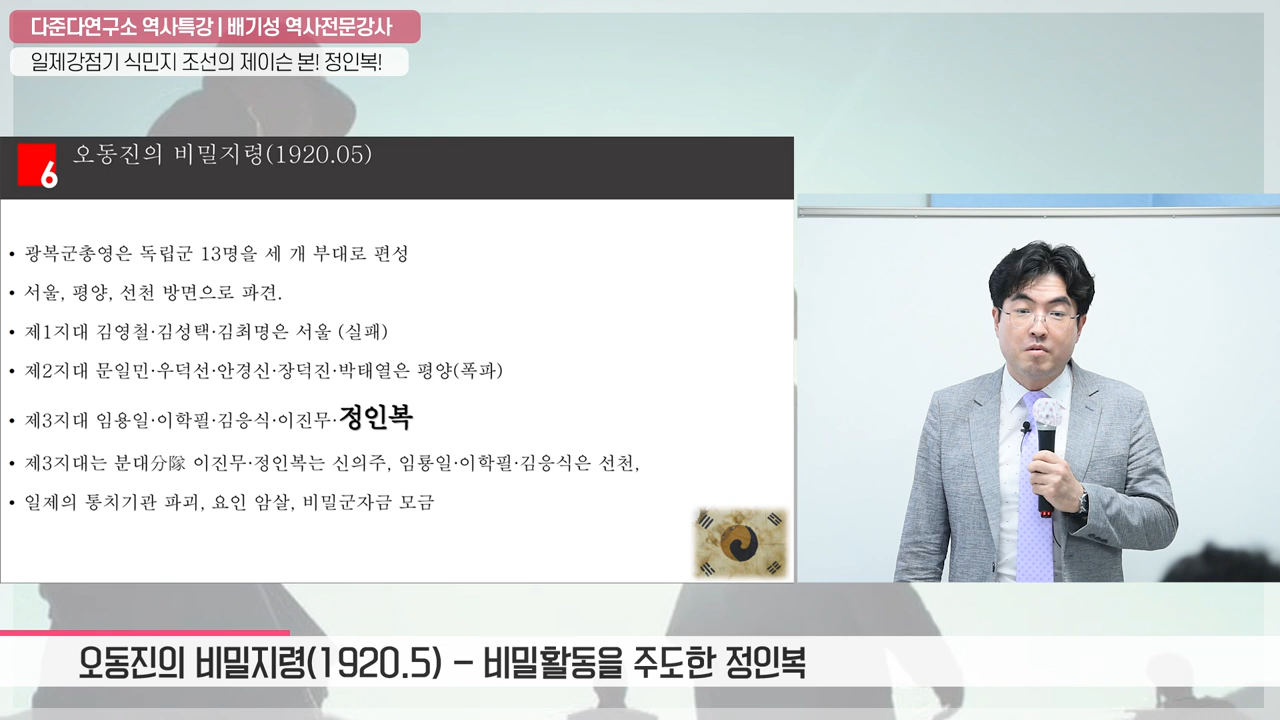 다준다연구소 역사특강 | 배기성 역사전문강사
일제강점기 식민지 조선의 제이슨 본! 정인복!
6
오동진의 비밀지령(1920.05)
• 광복군총영은 독립군 13명을 세 개 부대로 편성
• 서울, 평양, 선천 방면으로 파견.
• 제1지대 김영철·김성택·김최명은 서울 (실패)
• 제2지대 문일민·우덕선·안경신·장덕진·박태열은 평양(폭파)
• 제3지대 임용일·이학필·김응식·이진무·정인복
• 제3지대는 분대分隊 이진무·정인복는 신의주, 임룡일·이학필·김응식은 선천,
• 일제의 통치기관 파괴, 요인 암살, 비밀군자금 모금
오동진의 비밀지령(1920.5) – 비밀활동을 주도한 정인복